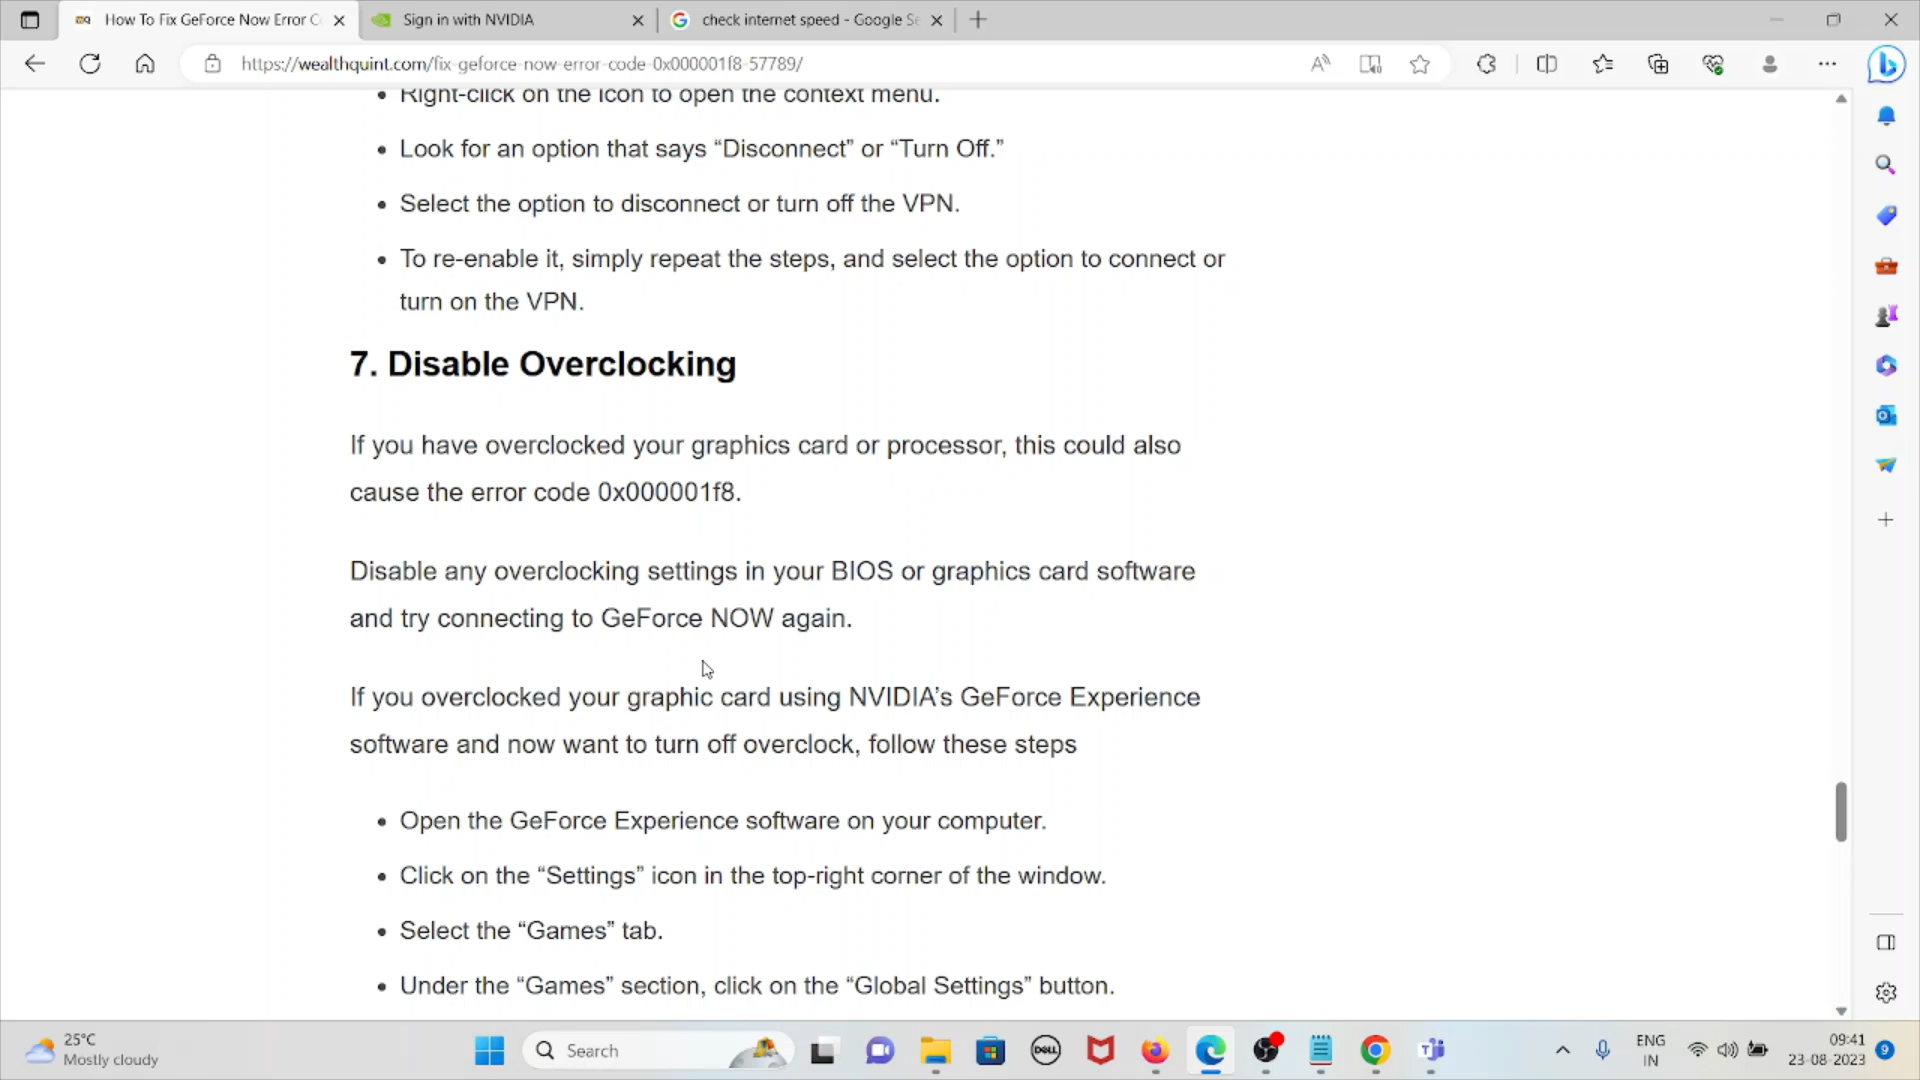 How To Fix GeForce Now Error C
Sign in with NVIDIA
check internet speed - Google Se
https://wealthquint.com/fix-geforce-now-error-code-0x000001f8-57789/
• Right-click on the icon to open the context menu.
• Look for an option that says “Disconnect” or “Turn Off.”
• Select the option to disconnect or turn off the VPN.
• To re-enable it, simply repeat the steps, and select the option to connect or
turn on the VPN.
7. Disable Overclocking
If you have overclocked your graphics card or processor, this could also
cause the error code 0x000001f8.
Disable any overclocking settings in your BIOS or graphics card software
and try connecting to GeForce NOW again.
If you overclocked your graphic card using NVIDIA’s GeForce Experience
software and now want to turn off overclock, follow these steps
• Open the GeForce Experience software on your computer.
• Click on the “Settings” icon in the top-right corner of the window.
• Select the “Games” tab.
• Under the “Games” section, click on the “Global Settings” button.
25°C
Mostly cloudy
Search
DELL
ENG
IN
09:41
23-08-2023
9